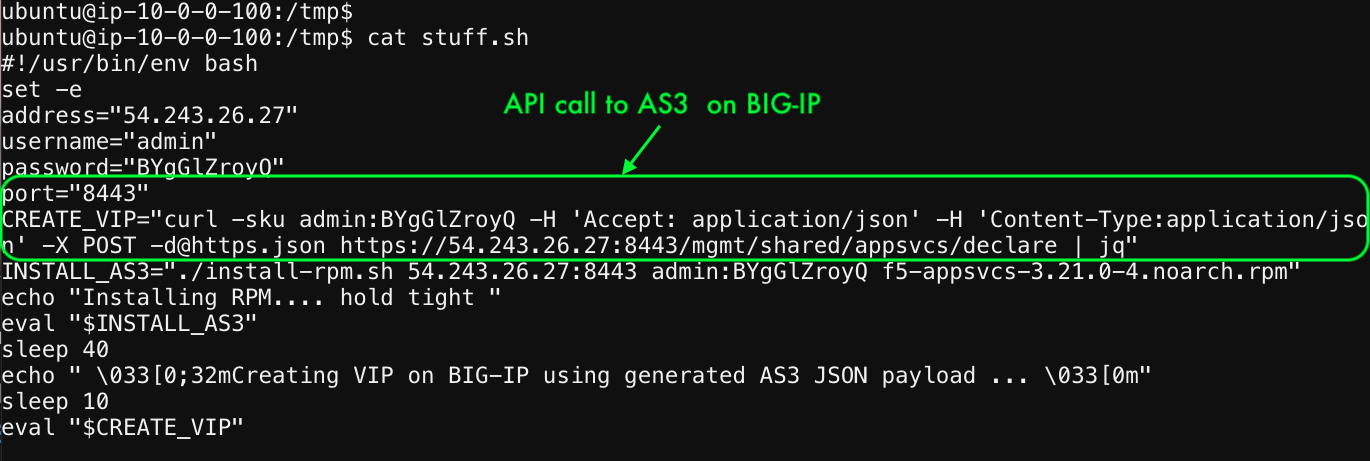 ubuntu@ip-10-0-0-100:/tmp$
ubuntu@ip-10-0-0-100:/tmp$ cat stuff.sh
#!/usr/bin/env bash
set -e
API call to AS3 on BIG-IP
address="54.243.26.27"
username="admin"
password="BYgGlZroyQ"
port="8443"
CREATE_VIP="curl -sku admin:BYgGlZroyQ -H 'Accept: application/json' -H 'Content-Type:application/jso
n' -X POST -d@https.json https://54.243.26.27:8443/mgmt/shared/appsvcs/declare | jq"
INSTALL_AS3="./install-rpm.sh 54.243.26.27:8443 admin:BYgGlZroyQ f5-appsvcs-3.21.0-4.noarch.rpm"
echo "Installing RPM.... hold tight "
eval "$INSTALL_AS3"
sleep 40
echo " \033[0;32mCreating VIP on BIG-IP using generated AS3 JSON payload ... \033[0m"
sleep 10
eval "$CREATE_VIP"